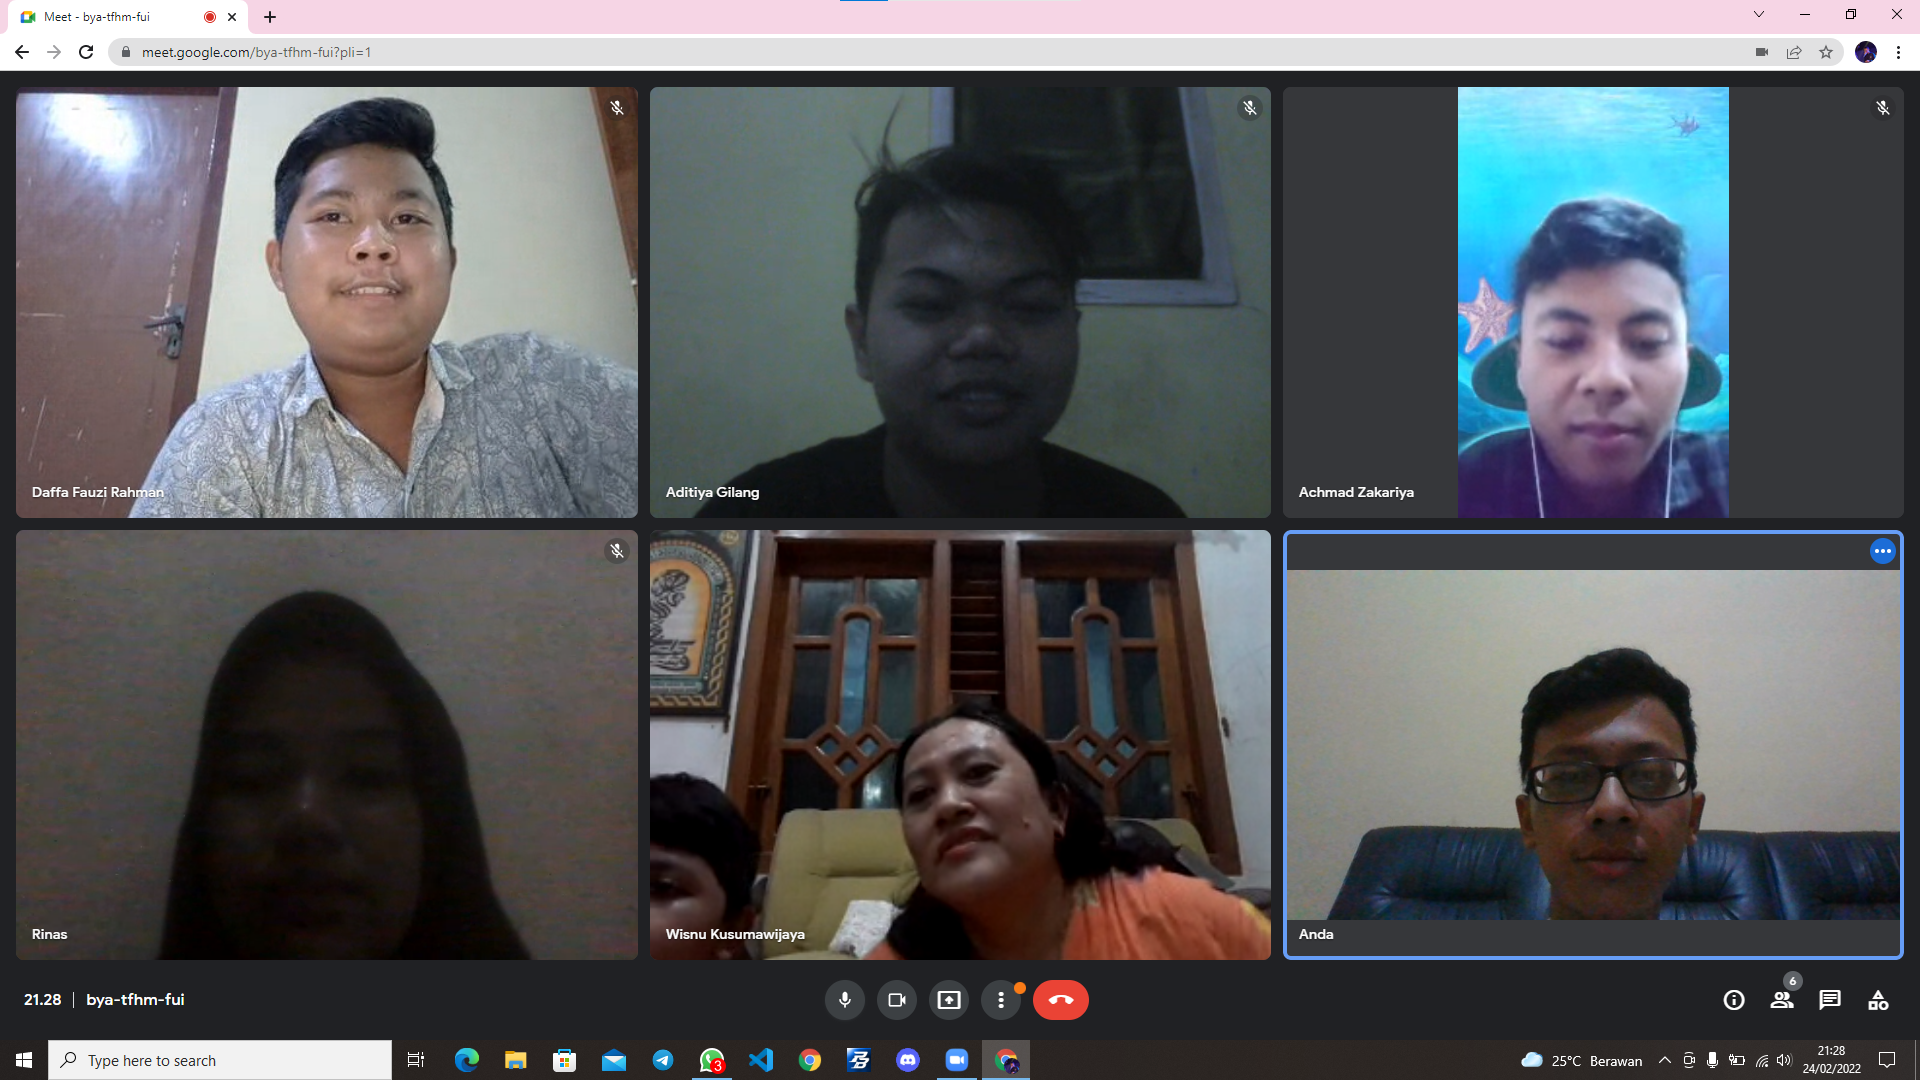 Meet - bya-tfhm-fui
meet.google.com/bya-tfhm-fui?pli=1
Daffa Fauzi Rahman
Aditiya Gilang
Achmad Zakariya
Rinas
Wisnu Kusumawijaya
Anda
21.28 | bya-tfhm-fui
6
Type here to search
3
25°C Berawan
21:28
24/02/2022